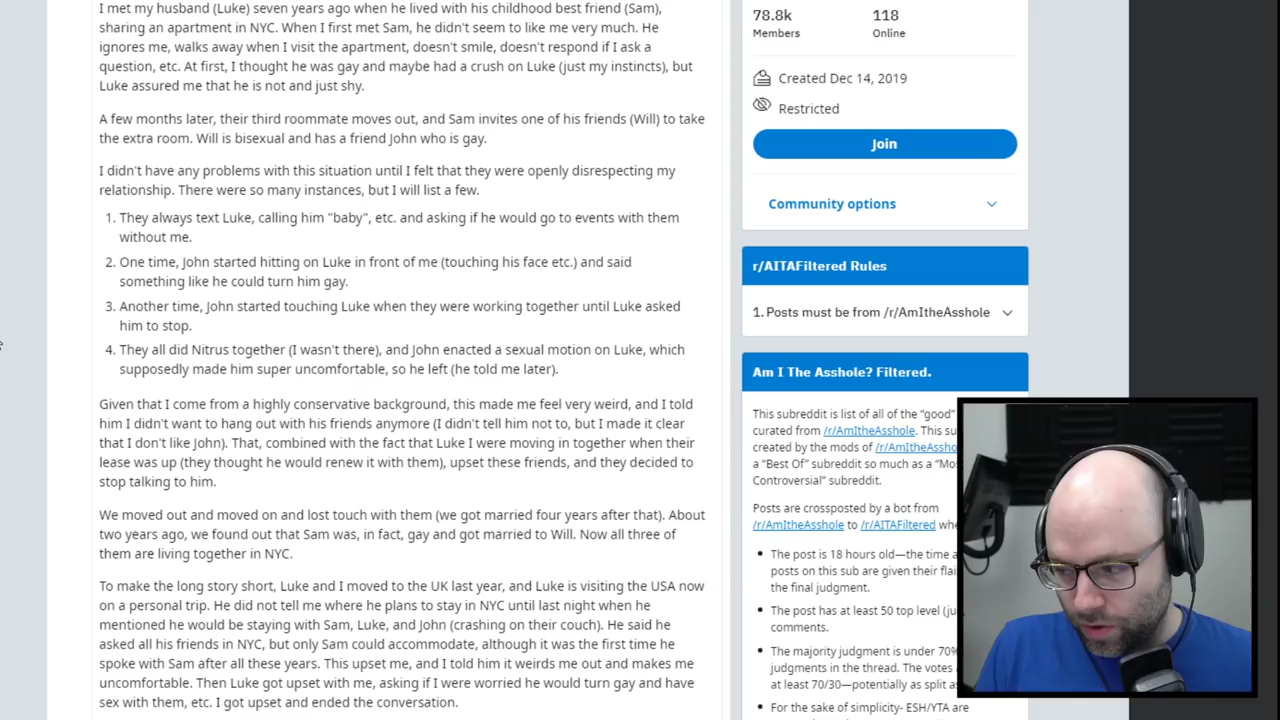 I met my husband (Luke) seven years ago when he lived with his childhood best friend (Sam),
sharing an apartment in NYC. When I first met Sam, he didn't seem to like me very much. He
ignores me, walks away when I visit the apartment, doesn't smile, doesn't respond if I ask a
question, etc. At first, I thought he was gay and maybe had a crush on Luke (just my instincts), but
Luke assured me that he is not and just shy.
A few months later, their third roommate moves out, and Sam invites one of his friends (Will) to take
the extra room. Will is bisexual and has a friend John who is gay.
I didn't have any problems with this situation until I felt that they were openly disrespecting my
relationship. There were so many instances, but I will list a few.
1. They always text Luke, calling him "baby", etc. and asking if he would go to events with them
without me.
2. One time, John started hitting on Luke in front of me (touching his face etc.) and said
something like he could turn him gay.
3. Another time, John started touching Luke when they were working together until Luke asked
him to stop.
4. They all did Nitrus together (I wasn't there), and John enacted a sexual motion on Luke, which
supposedly made him super uncomfortable, so he left (he told me later).
Given that I come from a highly conservative background, this made me feel very weird, and I told
him I didn't want to hang out with his friends anymore (I didn't tell him not to, but I made it clear
that I don't like John). That, combined with the fact that Luke I were moving in together when their
lease was up (they thought he would renew it with them), upset these friends, and they decided to
stop talking to him.
We moved out and moved on and lost touch with them (we got married four years after that). About
two years ago, we found out that Sam was, in fact, gay and got married to Will. Now all three of
them are living together in NYC.
To make the long story short, Luke and I moved to the UK last year, and Luke is visiting the USA now
on a personal trip. He did not tell me where he plans to stay in NYC until last night when he
mentioned he would be staying with Sam, Luke, and John (crashing on their couch). He said he
asked all his friends in NYC, but only Sam could accommodate, although it was the first time he
spoke with Sam after all these years. This upset me, and I told him it weirds me out and makes me
uncomfortable. Then Luke got upset with me, asking if I were worried he would turn gay and have
sex with them, etc. I got upset and ended the conversation.
78.8k 118
Members Online
Created Dec 14, 2019
Restricted
Join
Community options
r/AITAFiltered Rules
1. Posts must be from /r/AmItheAsshole
Am I The Asshole? Filtered.
This subreddit is list of all of the "good"
curated from /r/AmItheAsshole. This su
created by the mods of /r/AmItheAssho
a "Best Of" subreddit so much as a "Mos
Controversial" subreddit.
Posts are crossposted by a bot from
/r/AmItheAsshole to /r/AITAFiltered whe
• The post is 18 hours old—the time a
posts on this sub are given their flai
the final judgment.
• The post has at least 50 top level (ju
comments.
• The majority judgment is under 70%
judgments in the thread. The votes
at least 70/30—potentially as split as
• For the sake of simplicity- ESH/YTA are